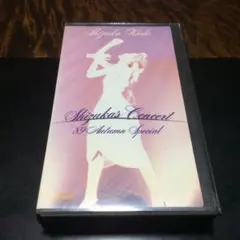 Shizuka Kudo
Shizuka's Concert
'89 Autumn Special